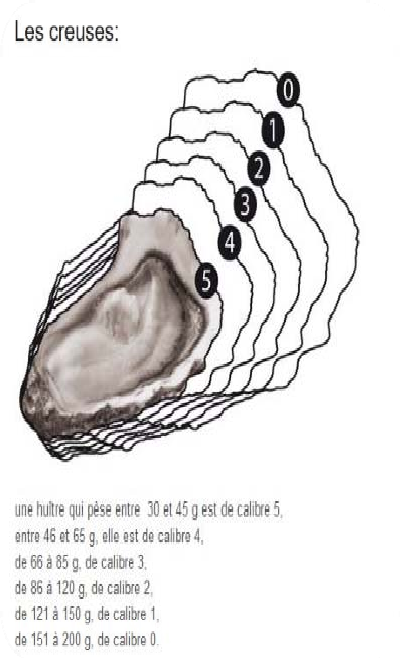 Les creuses:
0
1
2
3
4
5
une huître qui pèse entre 30 et 45 g est de calibre 5,
entre 46 et 65 g, elle est de calibre 4,
de 66 à 85 g, de calibre 3,
de 86 à 120 g, de calibre 2,
de 121 à 150 g, de calibre 1,
de 151 à 200 g, de calibre 0.